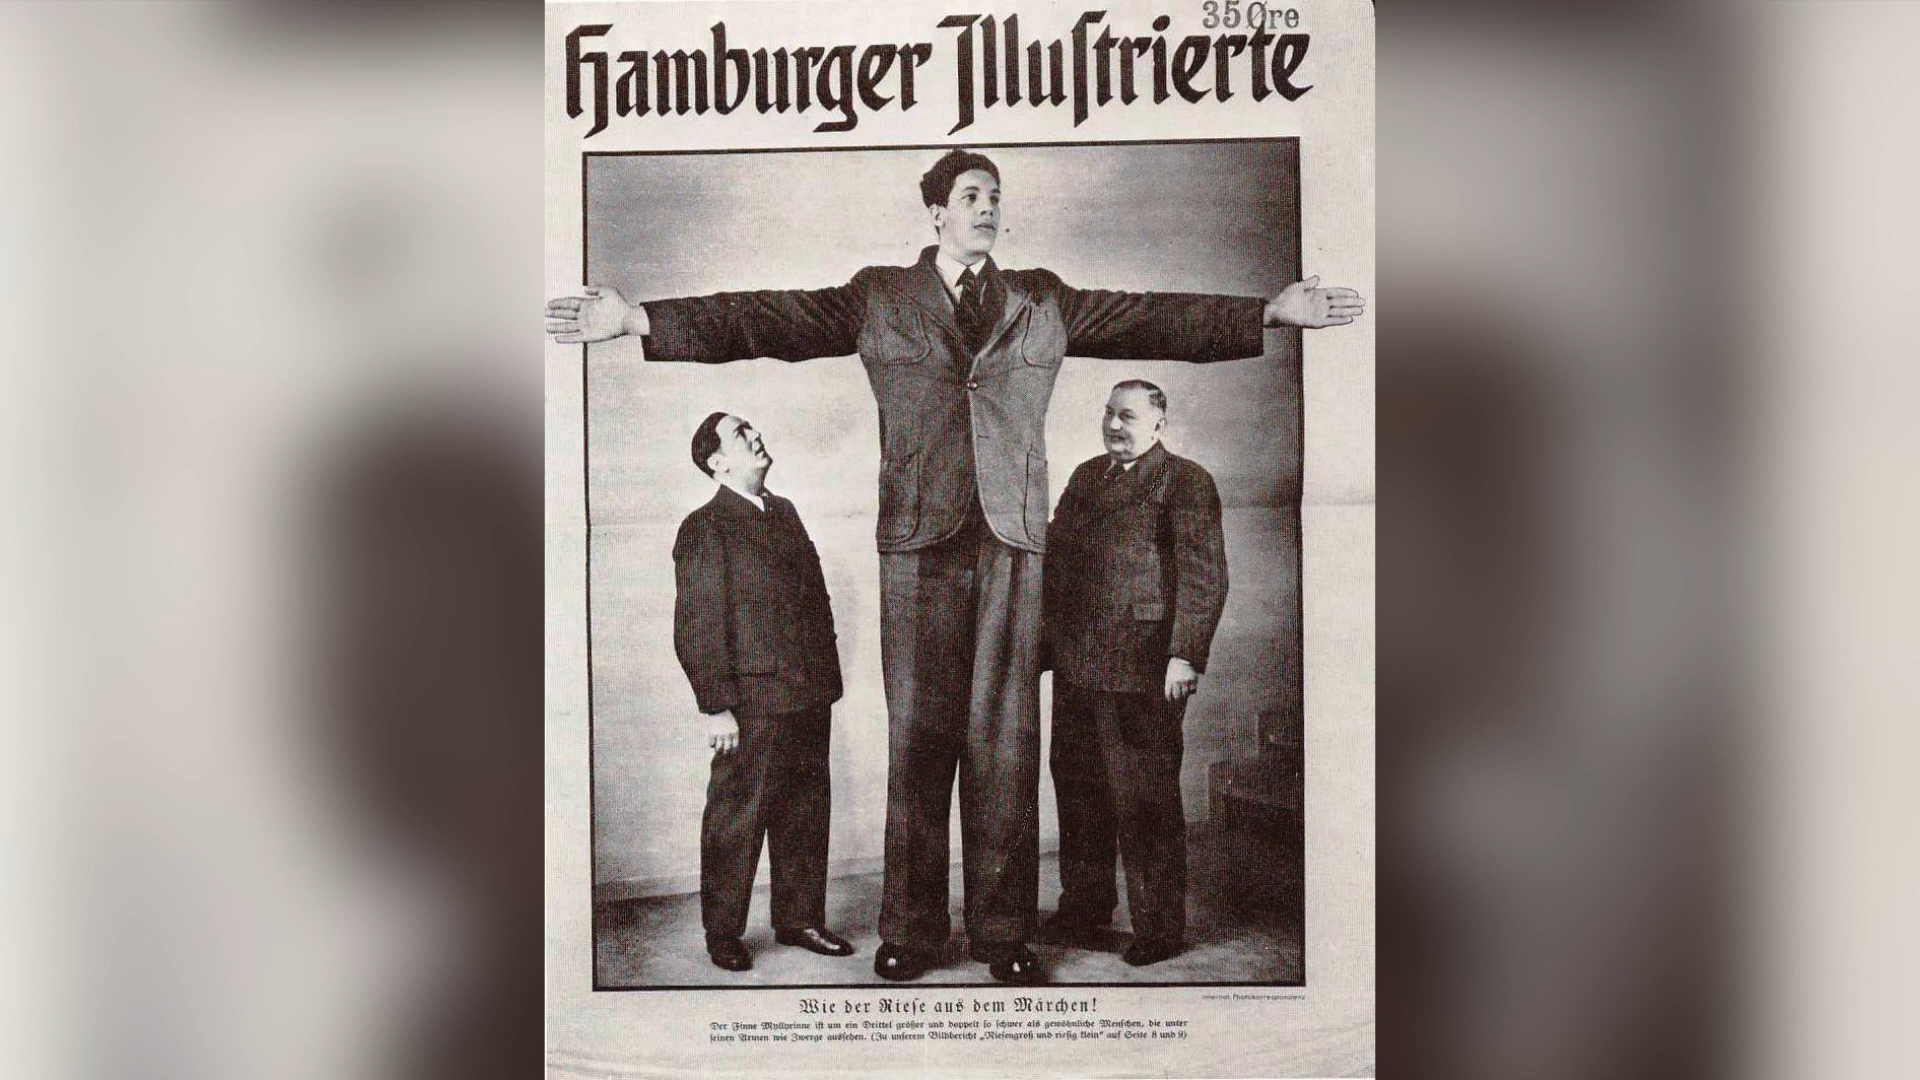 35 Øre
Hamburger Illustrierte
Internat. Photokorrespondenz
Wie der Riese aus dem Märchen!
Der Finne Myllyrinne ist um ein Drittel größer und doppelt so schwer als gewöhnliche Menschen, die unter
seinen Armen wie Zwerge aussehen. (Zu unserem Bildbericht „Riesengroß und riesig klein“ auf Seite 8 und 9)